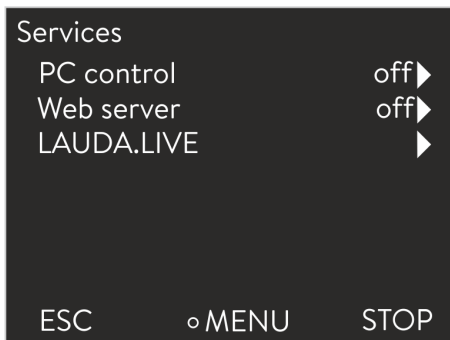 Services
PC control off
Web server off
LAUDA.LIVE
ESC MENU STOP